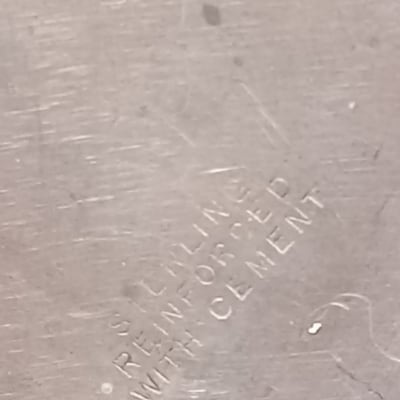 STERLING
REINFORCED
WITH CEMENT